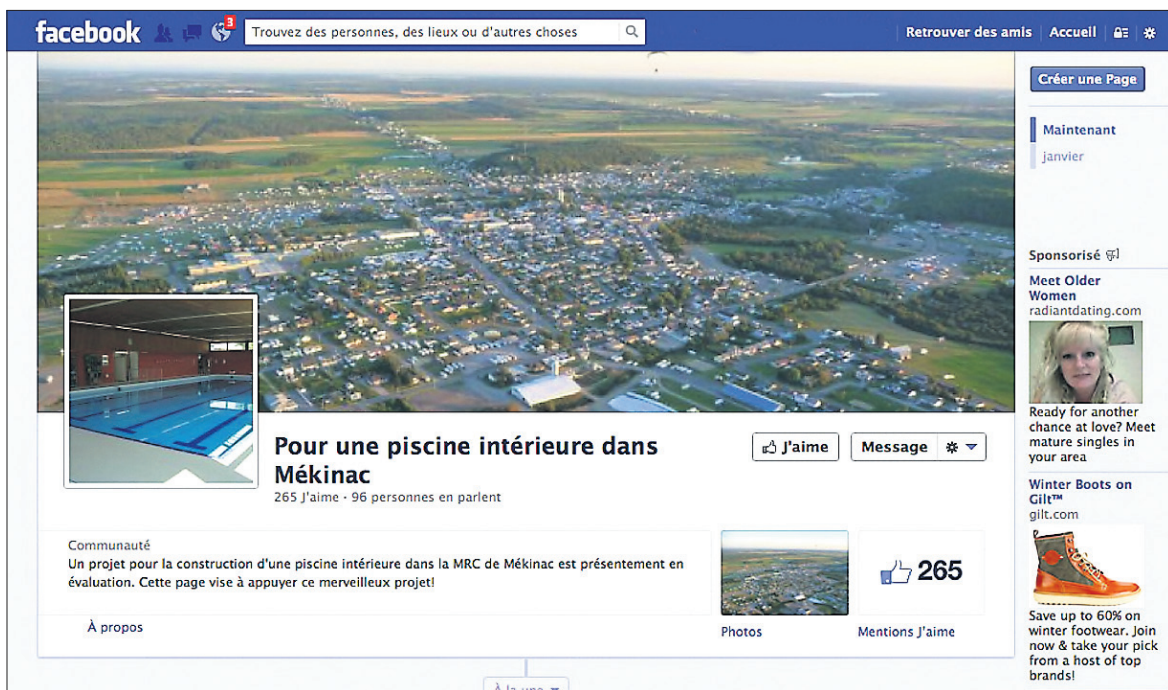 facebook
3
Trouvez des personnes, des lieux ou d'autres choses
Retrouver des amis
Accueil
Créer une Page
Maintenant
janvier
Sponsorisé
Meet Older
Women
radiantdating.com
Ready for another
chance at love? Meet
mature singles in
your area
Winter Boots on
Gilt™
gilt.com
Save up to 60% on
winter footwear. Join
now & take your pick
from a host of top
brands!
Pour une piscine intérieure dans
Mékinac
265 J'aime · 96 personnes en parlent
J'aime
Message
Communauté
Un projet pour la construction d'une piscine intérieure dans la MRC de Mékinac est présentement en
évaluation. Cette page vise à appuyer ce merveilleux projet!
À propos
Photos
265
Mentions J'aime
À la une